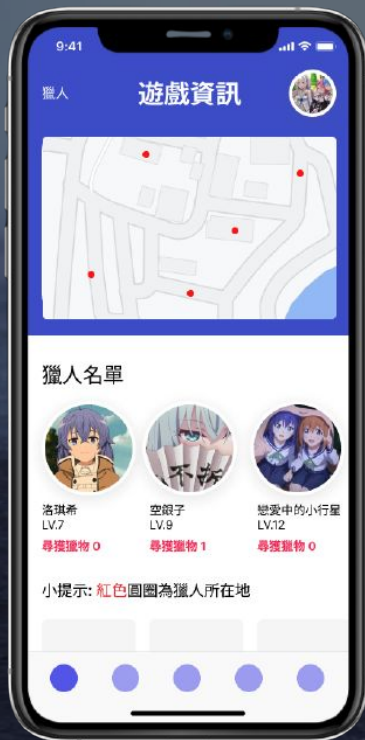 9:41
獵人
遊戲資訊
獵人名單
洛琪希
LV.7
尋獲獵物 0
空銀子
LV.9
不折
尋獲獵物 1
戀愛中的小行星
LV.12
尋獲獵物 0
小提示: 紅色圓圈為獵人所在地